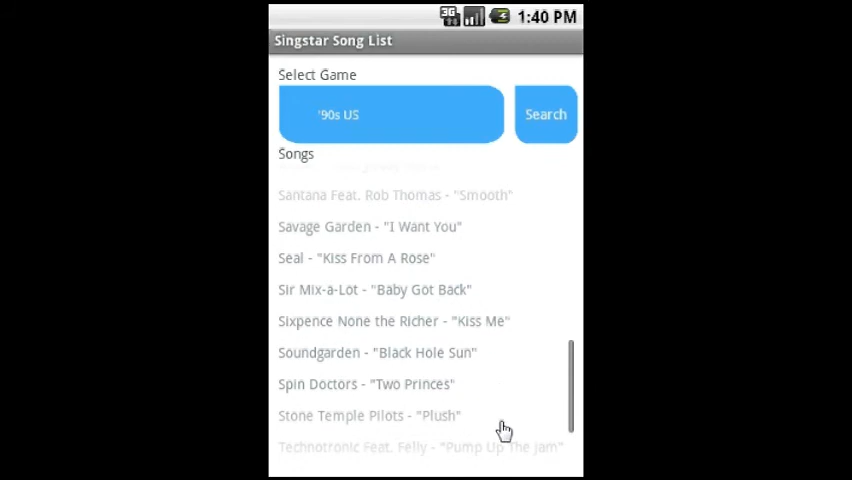 3G 1:40 PM
Singstar Song List
Select Game
'90s US
Search
Songs
Santana Feat. Rob Thomas - "Smooth"
Savage Garden - "I Want You"
Seal - "Kiss From A Rose"
Sir Mix-a-Lot - "Baby Got Back"
Sixpence None the Richer - "Kiss Me"
Soundgarden - "Black Hole Sun"
Spin Doctors - "Two Princes"
Stone Temple Pilots - "Plush"
Technotronic Feat. Felly - "Pump Up The Jam"